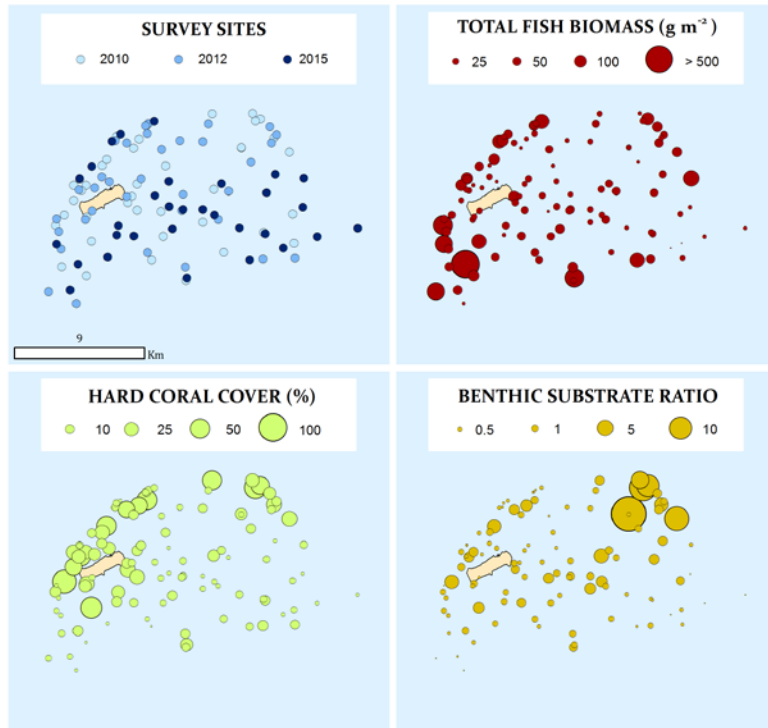 SURVEY SITES
2010 2012 2015
9
Km
TOTAL FISH BIOMASS (g m⁻²)
25 50 100 > 500
HARD CORAL COVER (%)
10 25 50 100
BENTHIC SUBSTRATE RATIO
0.5 1 5 10